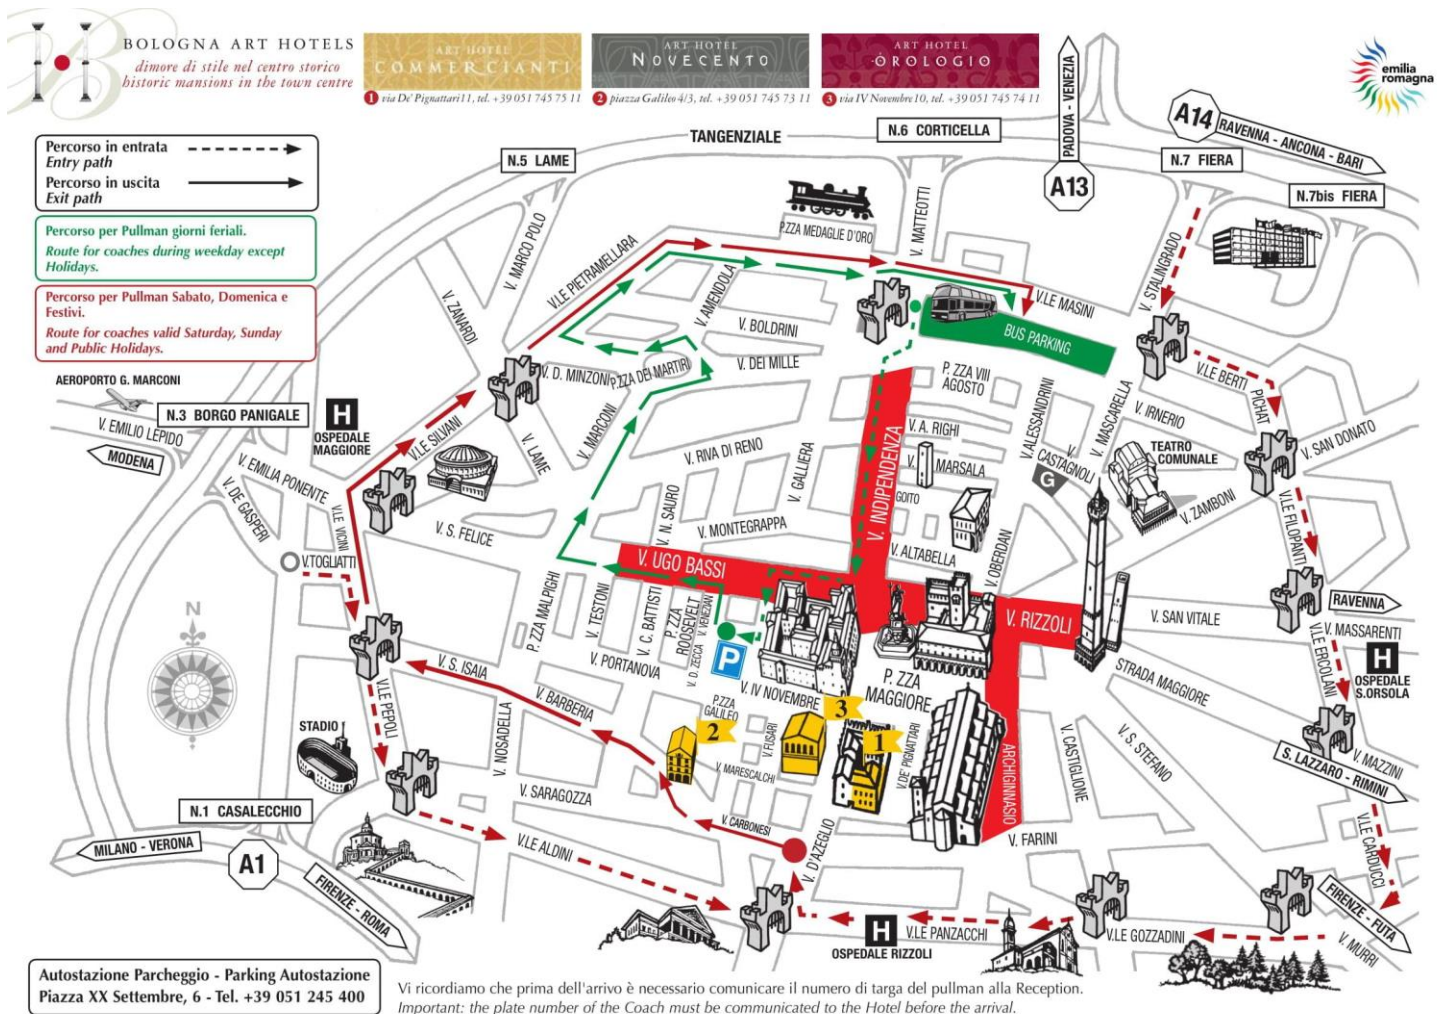 BOLOGNA ART HOTELS
dimore di stile nel centro storico
historic mansions in the town centre
ART HOTEL
COMMERCIANTI
1 via De' Pignattari 11, tel. +39 051 745 75 11
ART HOTEL
NOVECENTO
2 piazza Galileo 4/3, tel. +39 051 745 73 11
ART HOTEL
OROLOGIO
3 via IV Novembre 10, tel. +39 051 745 74 11
emilia
romagna
Percorso in entrata
Entry path
Percorso in uscita
Exit path
Percorso per Pullman giorni feriali.
Route for coaches during weekday except
Holidays.
Percorso per Pullman Sabato, Domenica e
Festivi.
Route for coaches valid Saturday, Sunday
and Public Holidays.
TANGENZIALE
N.6 CORTICELLA
N.5 LAME
PADOVA - VENEZIA
A13
A14
RAVENNA - ANCONA - BARI
N.7 FIERA
N.7bis FIERA
V. MARCO POLO
V. ZANARDI
V.LE PIETRAMELLARA
P.ZZA MEDAGLIE D'ORO
V. MATTEOTTI
V. STALINGRADO
V. AMENDOLA
V.LE MASINI
BUS PARKING
V. BOLDRINI
V. DEI MILLE
V. D. MINZONI
P.ZZA DEI MARTIRI
P. ZZA VIII
AGOSTO
V.LE BERTI
PICHAT
AEROPORTO G. MARCONI
N.3 BORGO PANIGALE
V. EMILIO LEPIDO
MODENA
H
OSPEDALE
MAGGIORE
V.LE SILVANI
V. LAME
V. MARCONI
V. RIVA DI RENO
V. GALLIERA
V. INDIPENDENZA
V. A. RIGHI
V. MARSALA
GOITO
V. ALESSANDRINI
V. CASTAGNOLI
G
V. MASCARELLA
V. IRNERIO
TEATRO
COMUNALE
V. ZAMBONI
V. SAN DONATO
V.LE FILOPANTI
V. EMILIA PONENTE
V. DE GASPERI
V.LE VICINI
V.TOGLIATTI
V. S. FELICE
V. N. SAURO
V. MONTEGRAPPA
V. UGO BASSI
V. ALTABELLA
V. OBERDAN
V. RIZZOLI
V. SAN VITALE
RAVENNA
V. MASSARENTI
H
OSPEDALE
S.ORSOLA
V.LE ERCOLANI
STRADA MAGGIORE
N
P.ZZA MALPIGHI
V. TESTONI
V. C. BATTISTI
P. ZZA
ROOSEVELT
V. VENEZIAN
V. D. ZECCA
V. PORTANOVA
P
V. S. ISAIA
V. BARBERIA
V. IV NOVEMBRE
P. ZZA
MAGGIORE
P.ZZA
GALILEO
2
3
1
V. FUSARI
V. MARESCALCHI
V.DE' PIGNATTARI
ARCHIGINNASIO
V. CASTIGLIONE
V. S. STEFANO
V. MAZZINI
S. LAZZARO - RIMINI
V.LE PEPOLI
STADIO
V. NOSADELLA
V. SARAGOZZA
V. CARBONESI
V. D'AZEGLIO
V. FARINI
V.LE CARDUCCI
N.1 CASALECCHIO
MILANO - VERONA
A1
FIRENZE - ROMA
V.LE ALDINI
H
OSPEDALE RIZZOLI
V.LE PANZACCHI
V.LE GOZZADINI
V. MURRI
FIRENZE - FUTA
Autostazione Parcheggio - Parking Autostazione
Piazza XX Settembre, 6 - Tel. +39 051 245 400
Vi ricordiamo che prima dell'arrivo è necessario comunicare il numero di targa del pullman alla Reception.
Important: the plate number of the Coach must be communicated to the Hotel before the arrival.